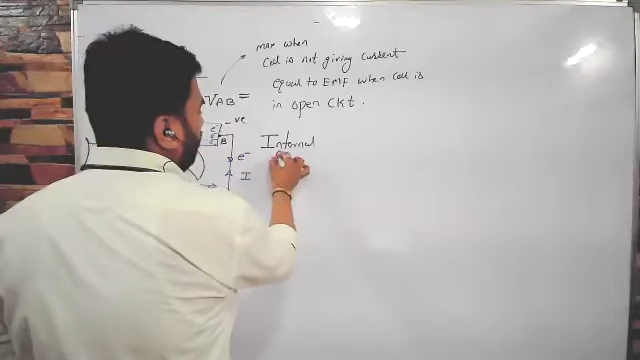 max when
Cell is not giving current
VAB = equal to EMF when cell is
in open Ckt.
-ve
e-
B
e-
e-
I
Internal